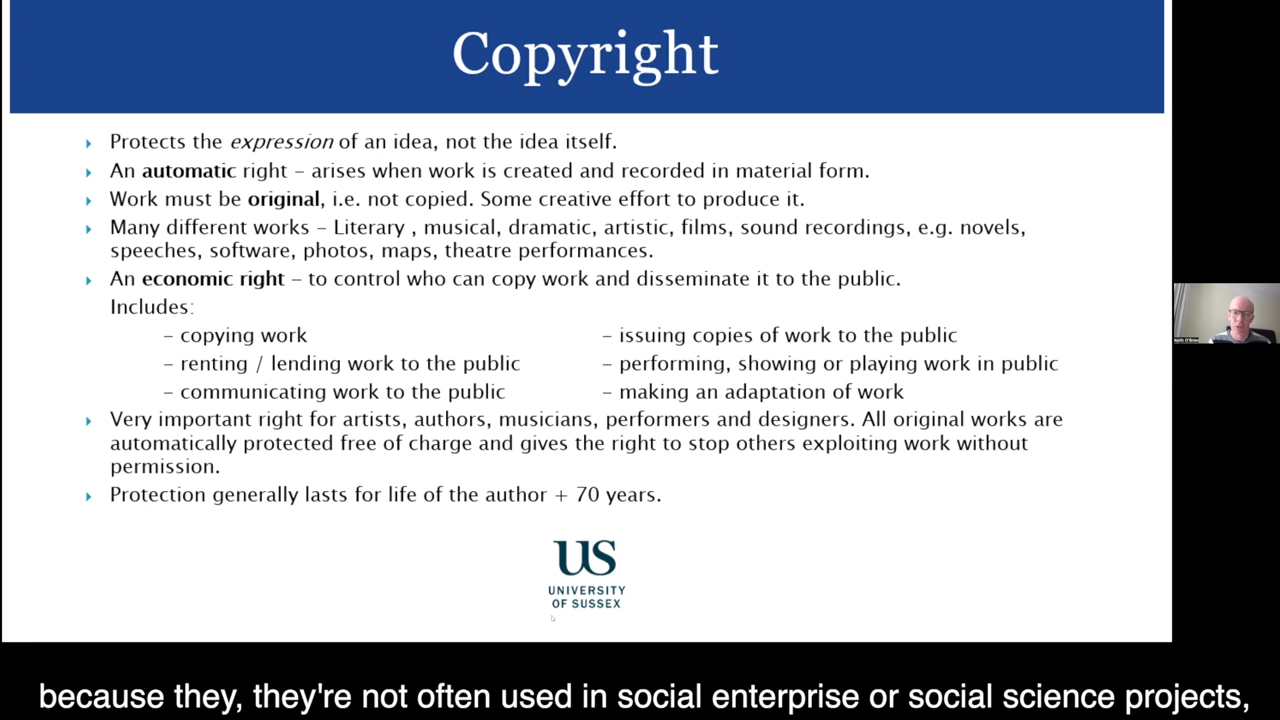 Copyright
Protects the expression of an idea, not the idea itself.
An automatic right – arises when work is created and recorded in material form.
Work must be original, i.e. not copied. Some creative effort to produce it.
Many different works – Literary , musical, dramatic, artistic, films, sound recordings, e.g. novels,
speeches, software, photos, maps, theatre performances.
An economic right – to control who can copy work and disseminate it to the public.
Includes:
– copying work – issuing copies of work to the public
– renting / lending work to the public – performing, showing or playing work in public
– communicating work to the public – making an adaptation of work
Very important right for artists, authors, musicians, performers and designers. All original works are
automatically protected free of charge and gives the right to stop others exploiting work without
permission.
Protection generally lasts for life of the author + 70 years.
US
UNIVERSITY
OF SUSSEX
Keith O'Brien
because they, they're not often used in social enterprise or social science projects,